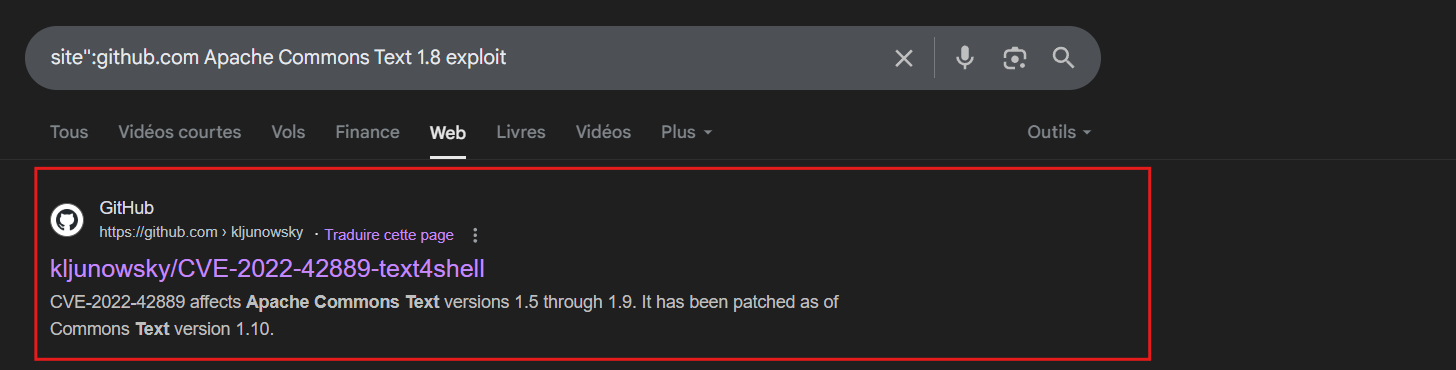 site":github.com Apache Commons Text 1.8 exploit
Tous Vidéos courtes Vols Finance Web Livres Vidéos Plus Outils
GitHub
https://github.com › kljunowsky · Traduire cette page
kljunowsky/CVE-2022-42889-text4shell
CVE-2022-42889 affects Apache Commons Text versions 1.5 through 1.9. It has been patched as of
Commons Text version 1.10.